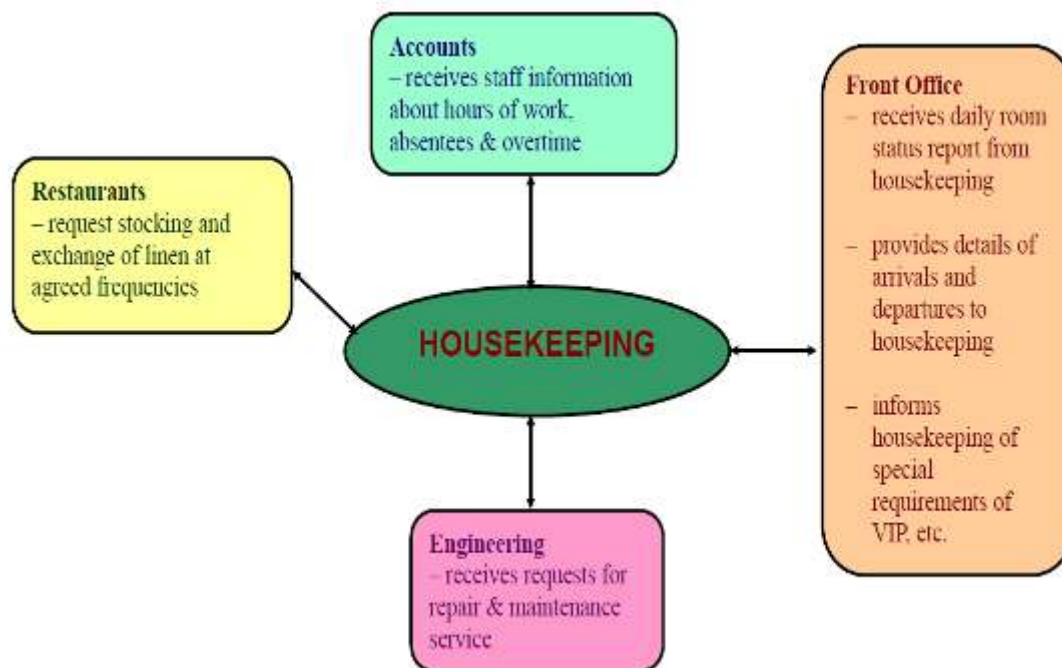 Accounts
– receives staff information
about hours of work,
absentees & overtime
Front Office
– receives daily room
status report from
housekeeping
– provides details of
arrivals and
departures to
housekeeping
– informs
housekeeping of
special
requirements of
VIP, etc.
Restaurants
– request stocking and
exchange of linen at
agreed frequencies
HOUSEKEEPING
Engineering
– receives requests for
repair & maintenance
service